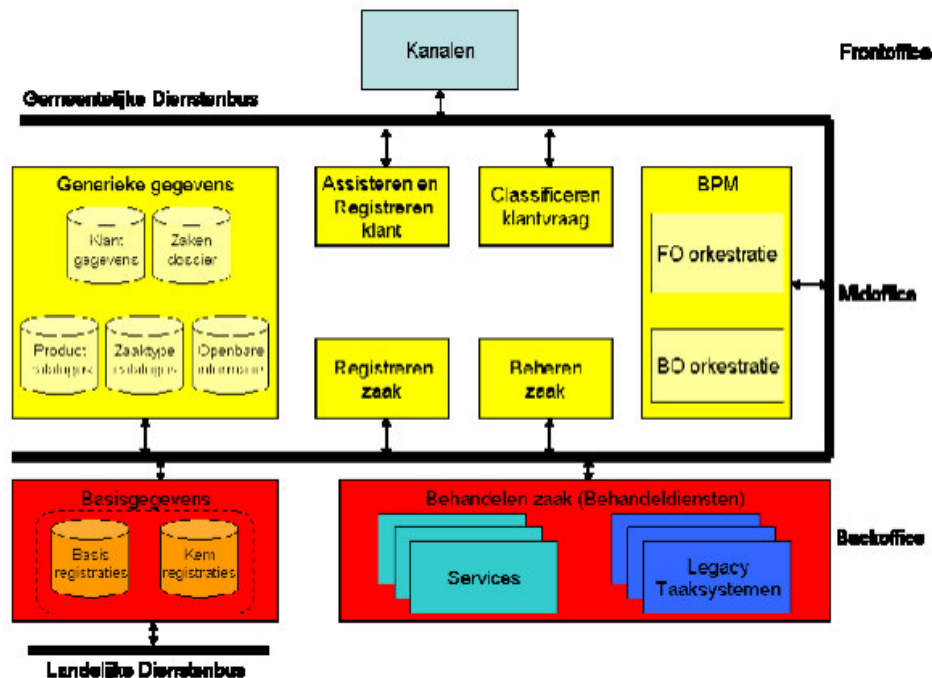 Kanalen
Frontoffice
Gemeentelijke Dienstenbus
Generieke gegevens
Klant
gegevens
Zaken
dossier
Product
catalogus
Zaaktype
catalogus
Openbare
informatie
Assisteren en
Registreren
klant
Classificeren
klantvraag
BPM
FO orkestratie
BO orkestratie
Midoffice
Registreren
zaak
Beheren
zaak
Basisgegevens
Basis
registraties
Kern
registraties
Behandelen zaak (Behandeldiensten)
Services
Legacy
Taaksystemen
Backoffice
Landelijke Dienstenbus